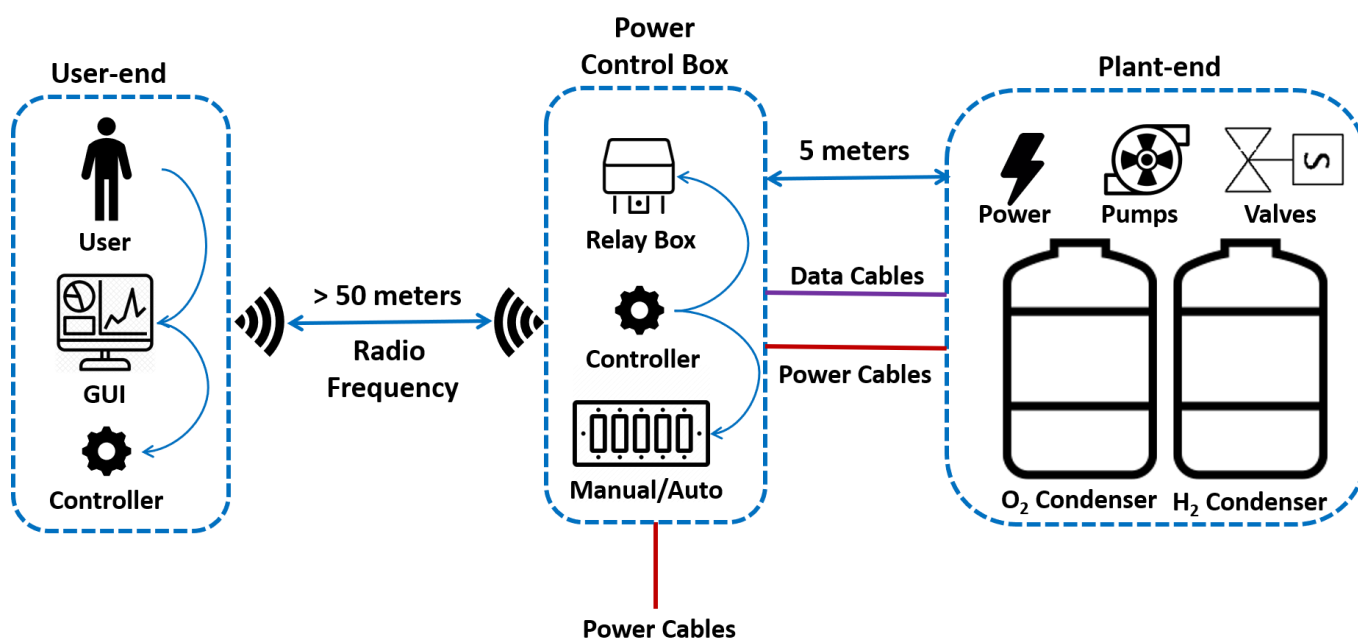 User-end
User
GUI
Controller
> 50 meters
Radio
Frequency
Power
Control Box
Relay Box
Controller
Manual/Auto
Power Cables
5 meters
Data Cables
Power Cables
Plant-end
Power
Pumps
Valves
S
O₂ Condenser
H₂ Condenser